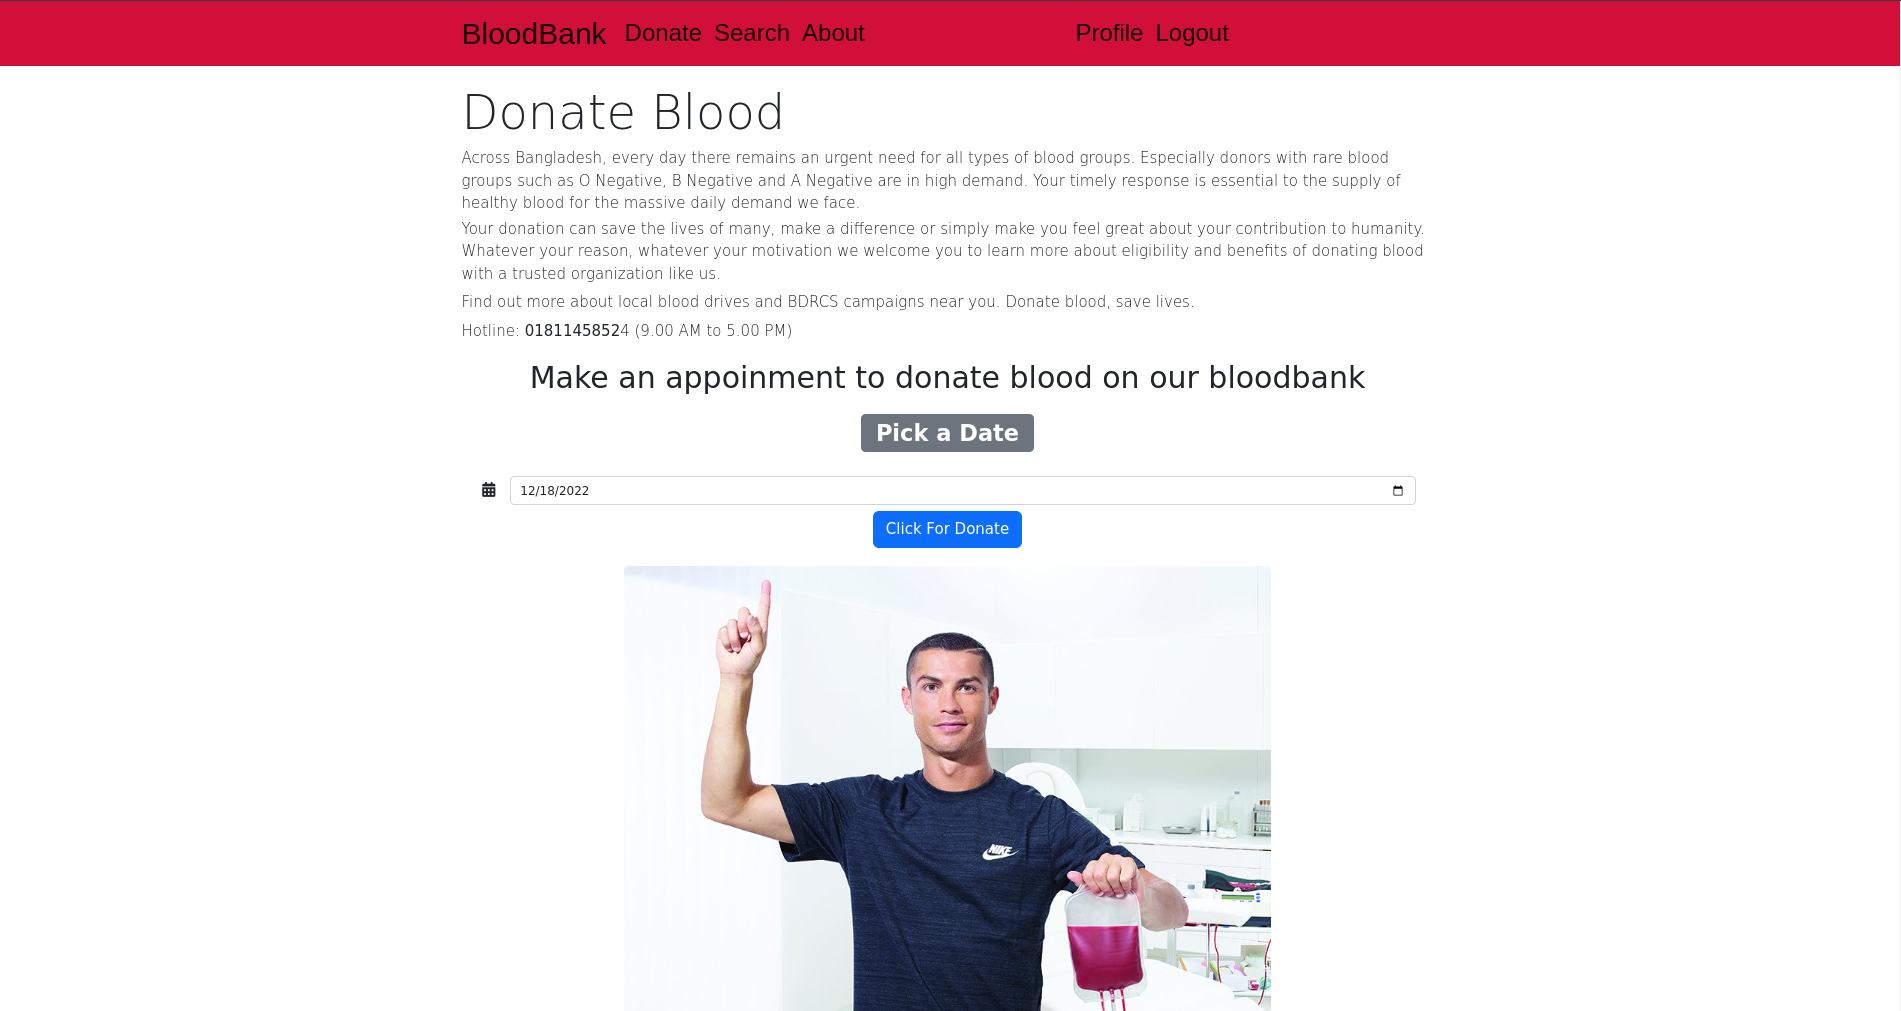 BloodBank Donate Search About Profile Logout
Donate Blood
Across Bangladesh, every day there remains an urgent need for all types of blood groups. Especially donors with rare blood
groups such as O Negative, B Negative and A Negative are in high demand. Your timely response is essential to the supply of
healthy blood for the massive daily demand we face.
Your donation can save the lives of many, make a difference or simply make you feel great about your contribution to humanity.
Whatever your reason, whatever your motivation we welcome you to learn more about eligibility and benefits of donating blood
with a trusted organization like us.
Find out more about local blood drives and BDRCS campaigns near you. Donate blood, save lives.
Hotline: 01811458524 (9.00 AM to 5.00 PM)
Make an appoinment to donate blood on our bloodbank
Pick a Date
12/18/2022
Click For Donate
NIKE